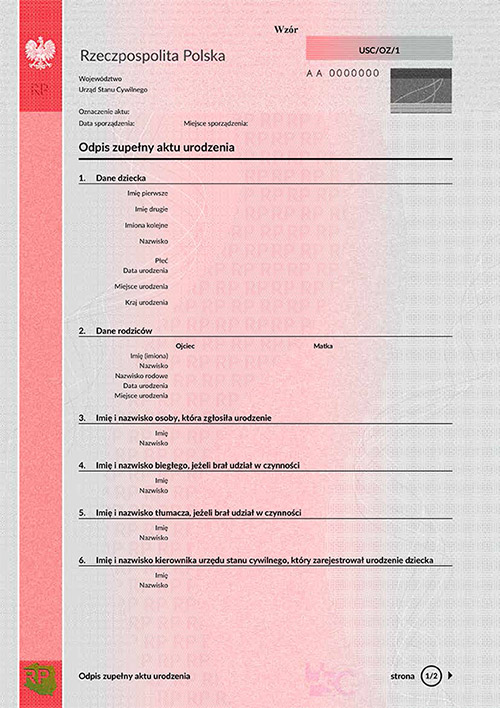 Wzór
USC/OZ/1
Rzeczpospolita Polska
AA 0000000
Województwo
Urząd Stanu Cywilnego
RP
Oznaczenie aktu:
Data sporządzenia: Miejsce sporządzenia:
Odpis zupełny aktu urodzenia
1. Dane dziecka
Imię pierwsze
Imię drugie
Imiona kolejne
Nazwisko
Płeć
Data urodzenia
Miejsce urodzenia
Kraj urodzenia
2. Dane rodziców
Ojciec Matka
Imię (imiona)
Nazwisko
Nazwisko rodowe
Data urodzenia
Miejsce urodzenia
3. Imię i nazwisko osoby, która zgłosiła urodzenie
Imię
Nazwisko
4. Imię i nazwisko biegłego, jeżeli brał udział w czynności
Imię
Nazwisko
5. Imię i nazwisko tłumacza, jeżeli brał udział w czynności
Imię
Nazwisko
6. Imię i nazwisko kierownika urzędu stanu cywilnego, który zarejestrował urodzenie dziecka
Imię
Nazwisko
RP
Odpis zupełny aktu urodzenia strona 1/2